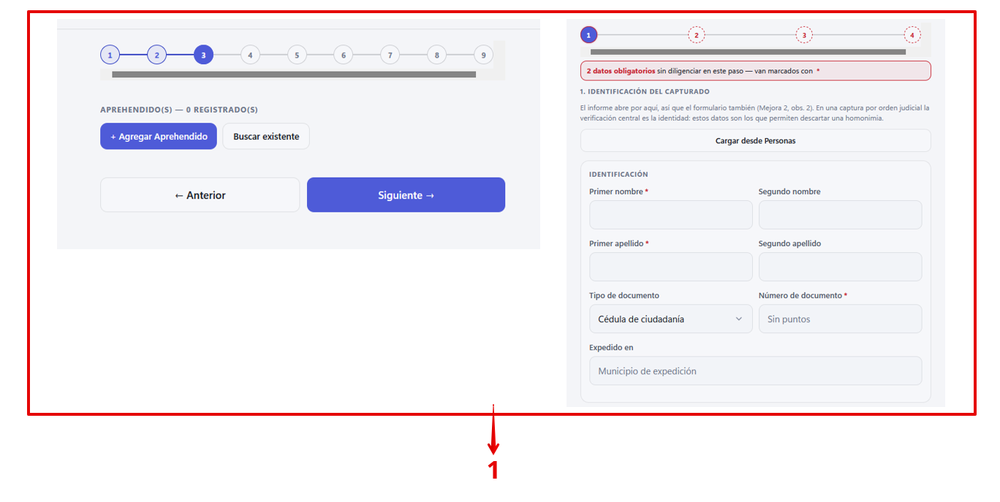 1 2 3 4 5 6 7 8 9
APREHENDIDO(S) — 0 REGISTRADO(S)
+ Agregar Aprehendido Buscar existente
← Anterior Siguiente →
1 2 3 4
2 datos obligatorios sin diligenciar en este paso — van marcados con *
1. IDENTIFICACIÓN DEL CAPTURADO
El informe abre por aquí, así que el formulario también (Mejora 2, obs. 2). En una captura por orden judicial la
verificación central es la identidad: estos datos son los que permiten descartar una homonimia.
Cargar desde Personas
IDENTIFICACIÓN
Primer nombre * Segundo nombre
Primer apellido * Segundo apellido
Tipo de documento Número de documento *
Cédula de ciudadanía Sin puntos
Expedido en
Municipio de expedición
1